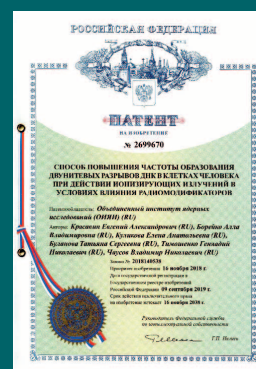 РОССИЙСКАЯ ФЕДЕРАЦИЯ
ПАТЕНТ
НА ИЗОБРЕТЕНИЕ
№ 2699670
СПОСОБ ПОВЫШЕНИЯ ЧАСТОТЫ ОБРАЗОВАНИЯ
ДВУНИТЕВЫХ РАЗРЫВОВ ДНК В КЛЕТКАХ ЧЕЛОВЕКА
ПРИ ДЕЙСТВИИ ИОНИЗИРУЮЩИХ ИЗЛУЧЕНИЙ В
УСЛОВИЯХ ВЛИЯНИЯ РАДИОМОДИФИКАТОРОВ
Патентообладатель: Объединенный институт ядерных
исследований (ОИЯИ) (RU)
Авторы: Красавин Евгений Александрович (RU), Борейко Алла
Владимировна (RU), Куликова Елена Анатольевна (RU),
Буланова Татьяна Сергеевна (RU), Тимошенко Геннадий
Николаевич (RU), Чаусов Владимир Николаевич (RU)
Заявка № 2018140538
Приоритет изобретения 16 ноября 2018 г.
Дата государственной регистрации в
Государственном реестре изобретений
Российской Федерации 09 сентября 2019 г.
Срок действия исключительного права
на изобретение истекает 16 ноября 2038 г.
Руководитель Федеральной службы
по интеллектуальной собственности
Г.П. Ивлиев